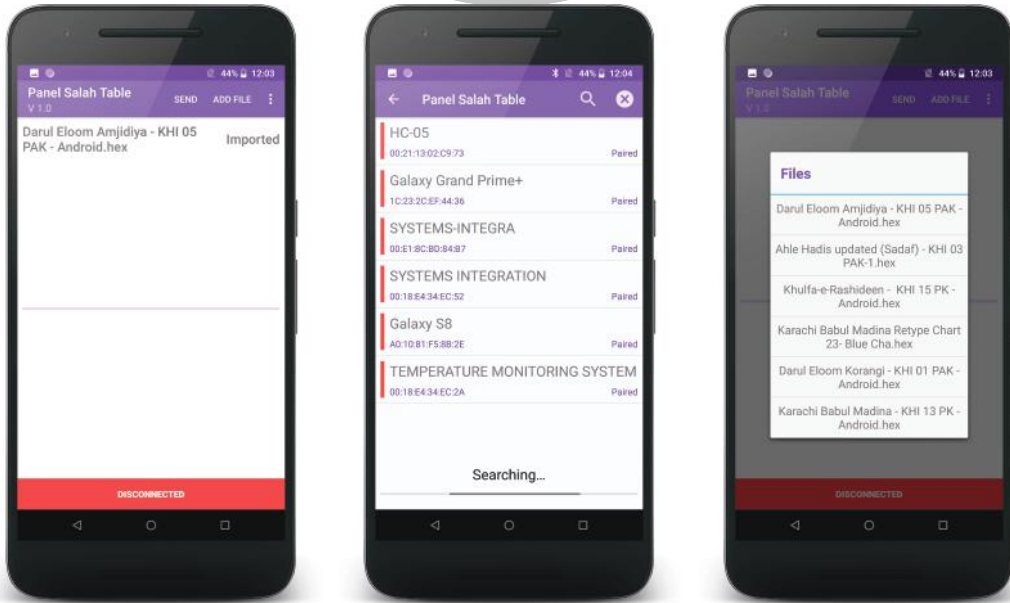 44% 12:03
Panel Salah Table
V 1.0
SEND ADD FILE
Darul Eloom Amjidiya - KHI 05
PAK - Android.hex
Imported
DISCONNECTED
44% 12:04
Panel Salah Table
HC-05
00:21:13:02:C9:73 Paired
Galaxy Grand Prime+
1C:23:2C:EF:44:36 Paired
SYSTEMS-INTEGRA
00:E1:8C:BD:84:B7 Paired
SYSTEMS INTEGRATION
00:18:E4:34:EC:52 Paired
Galaxy S8
A0:10:81:F5:8B:2E Paired
TEMPERATURE MONITORING SYSTEM
00:18:E4:34:EC:2A Paired
Searching...
44% 12:03
Panel Salah Table
V 1.0
SEND ADD FILE
Files
Darul Eloom Amjidiya - KHI 05 PAK -
Android.hex
Ahle Hadis updated (Sadaf) - KHI 03
PAK-1.hex
Khulfa-e-Rashideen - KHI 15 PK -
Android.hex
Karachi Babul Madina Retype Chart
23- Blue Cha.hex
Darul Eloom Korangi - KHI 01 PAK -
Android.hex
Karachi Babul Madina - KHI 13 PK -
Android.hex
DISCONNECTED